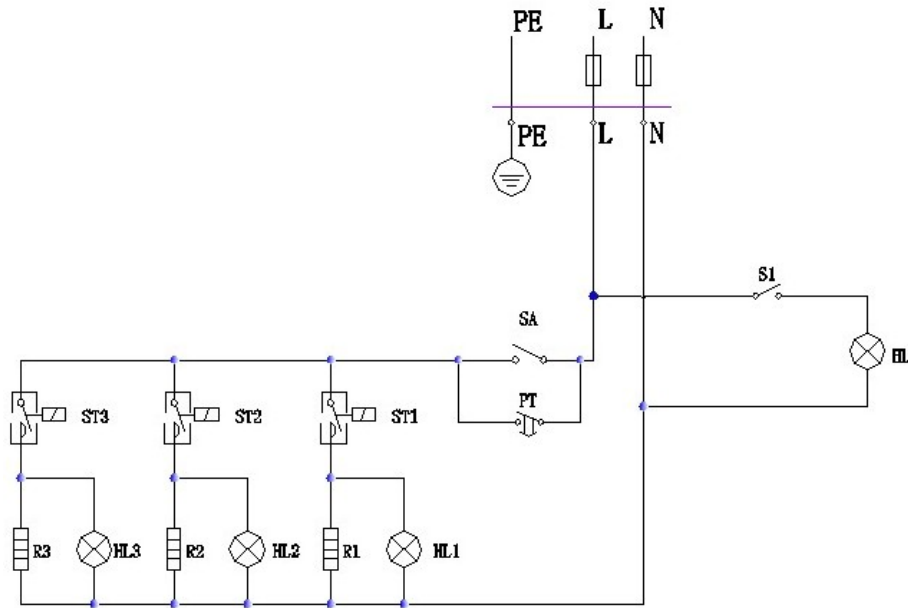 PE L N
PE L N
S1
SA
HL
PT
ST3 ST2 ST1
R3 HL3 R2 HL2 R1 HL1